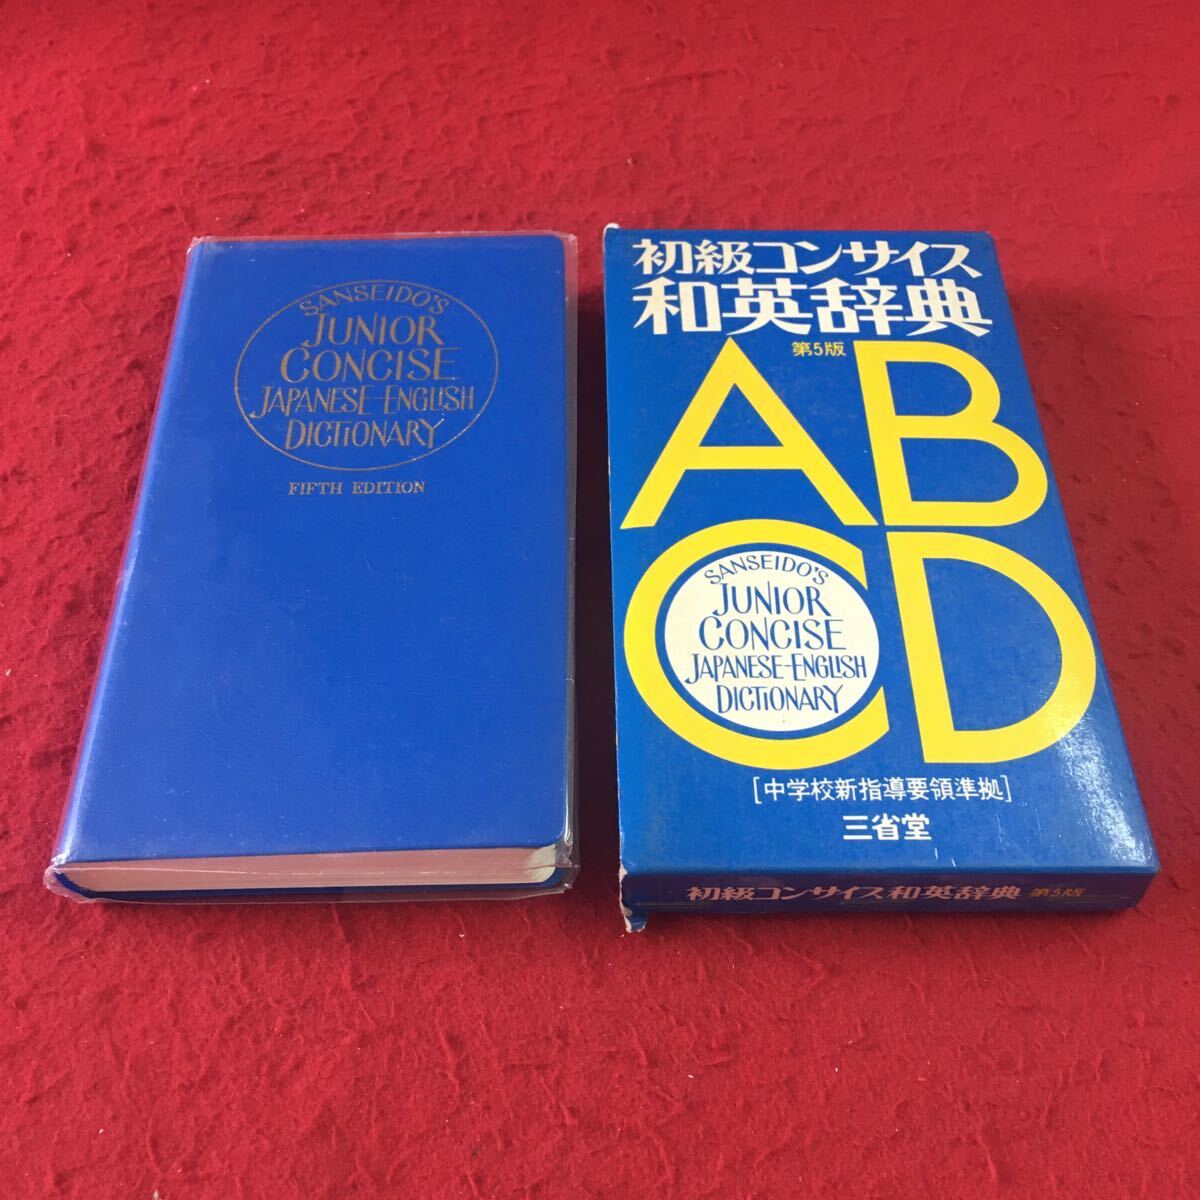 SANSEIDO'S
JUNIOR
CONCISE
JAPANESE-ENGLISH
DICTIONARY
FIFTH EDITION
初級コンサイス
和英辞典
第5版
AB
CD
SANSEIDO'S
JUNIOR
CONCISE
JAPANESE-ENGLISH
DICTIONARY
[中学校新指導要領準拠]
三省堂
初級コンサイス和英辞典 第5版